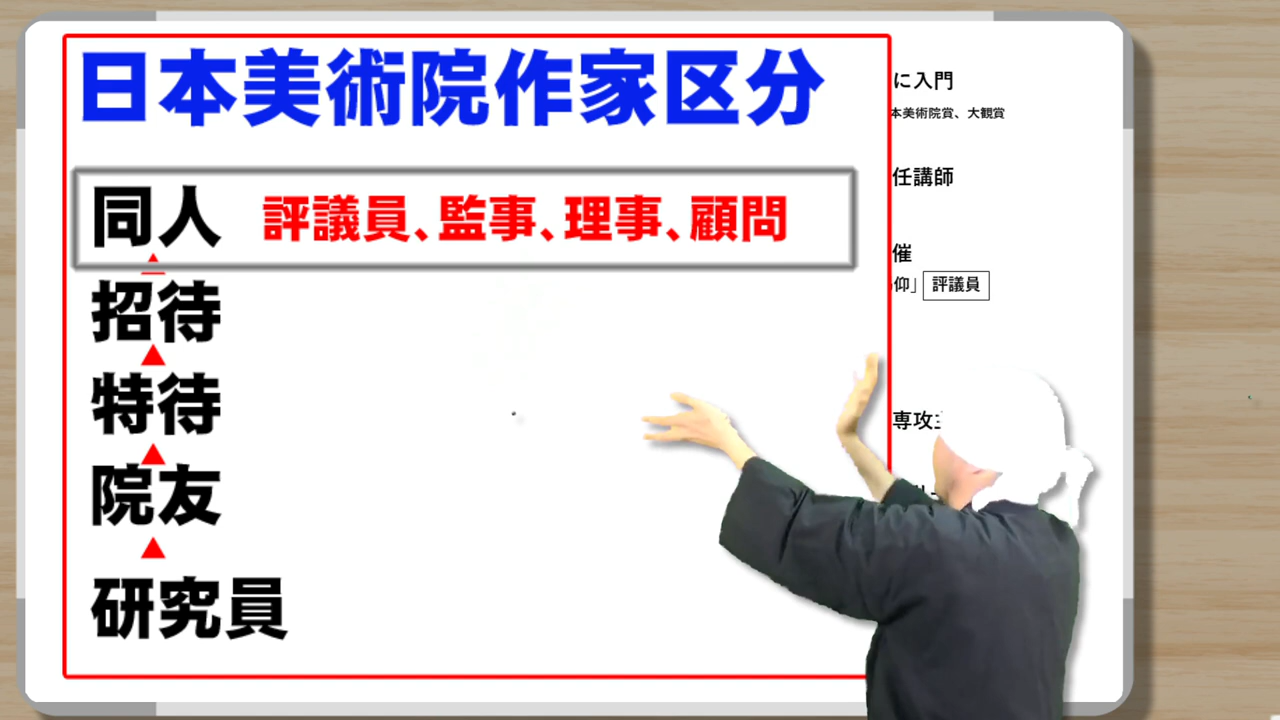 日本美術院作家区分
同人 評議員、監事、理事、顧問
招待
特待
院友
研究員
に入門
本美術院賞、大観賞
任講師
催
仰」 評議員
専攻